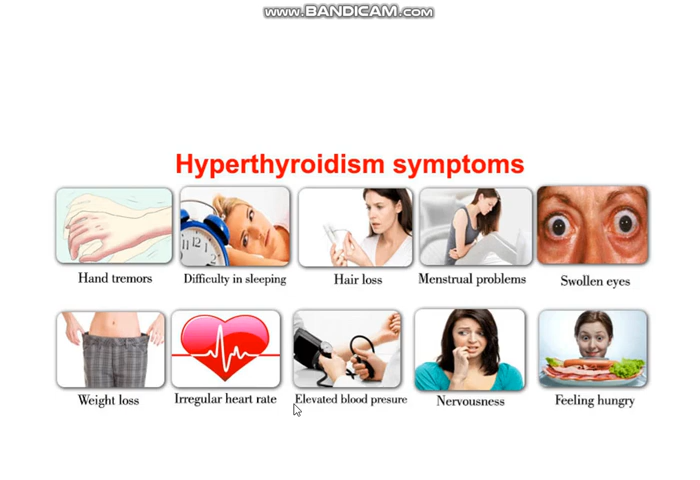 www.BANDICAM.com
Hyperthyroidism symptoms
Hand tremors
Difficulty in sleeping
Hair loss
Menstrual problems
Swollen eyes
Weight loss
Irregular heart rate
Elevated blood presure
Nervousness
Feeling hungry